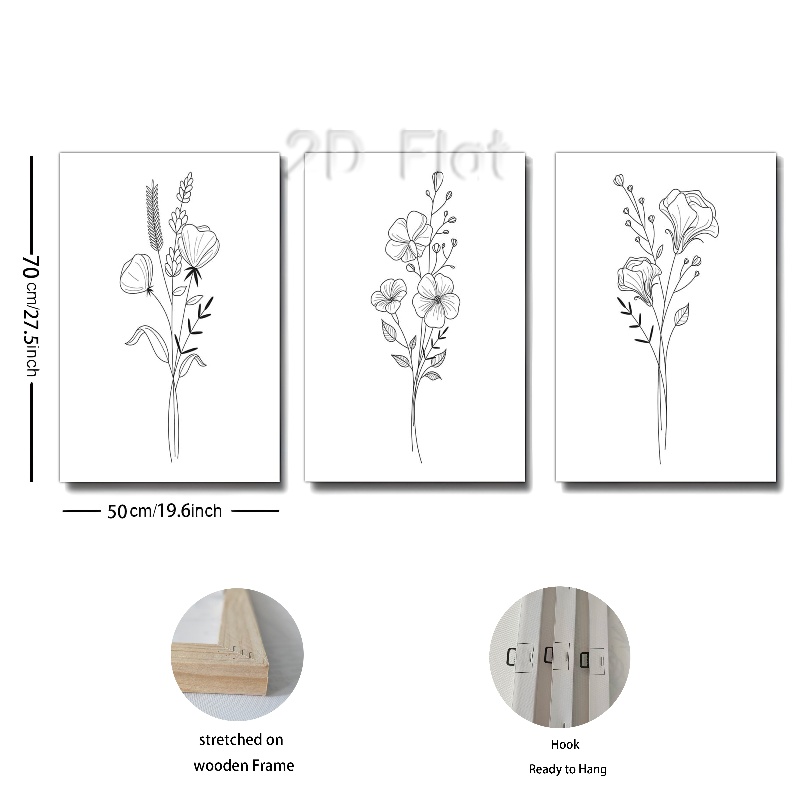 2D Flat
70 cm/27.5inch
50cm/19.6inch
stretched on
wooden Frame
Hook
Ready to Hang